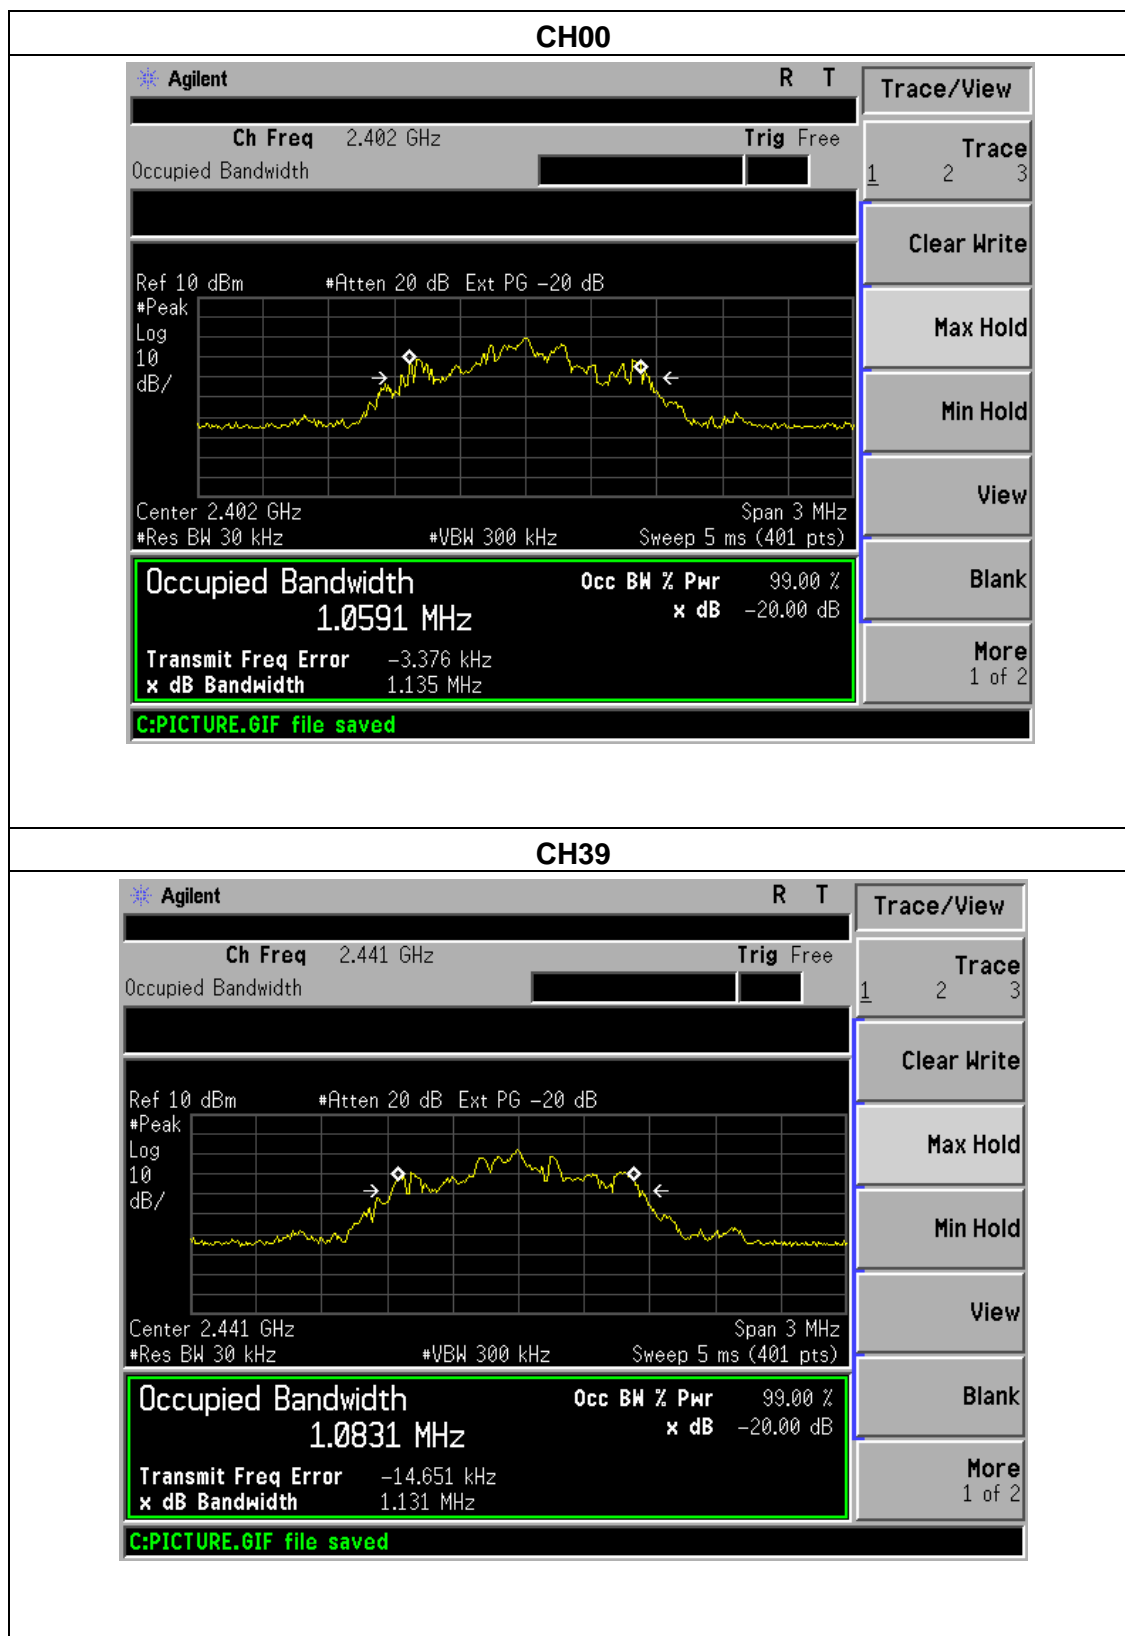 CH00
Agilent R T Trace/View
Ch Freq 2.402 GHz Trig Free
Occupied Bandwidth
Trace
1 2 3
Clear Write
Max Hold
Min Hold
View
Blank
More
1 of 2
Ref 10 dBm #Atten 20 dB Ext PG −20 dB
#Peak
Log
10
dB/
Center 2.402 GHz Span 3 MHz
#Res BW 30 kHz #VBW 300 kHz Sweep 5 ms (401 pts)
Occupied Bandwidth Occ BW % Pwr 99.00 %
1.0591 MHz x dB −20.00 dB
Transmit Freq Error −3.376 kHz
x dB Bandwidth 1.135 MHz
C:PICTURE.GIF file saved
CH39
Agilent R T Trace/View
Ch Freq 2.441 GHz Trig Free
Occupied Bandwidth
Trace
1 2 3
Clear Write
Max Hold
Min Hold
View
Blank
More
1 of 2
Ref 10 dBm #Atten 20 dB Ext PG −20 dB
#Peak
Log
10
dB/
Center 2.441 GHz Span 3 MHz
#Res BW 30 kHz #VBW 300 kHz Sweep 5 ms (401 pts)
Occupied Bandwidth Occ BW % Pwr 99.00 %
1.0831 MHz x dB −20.00 dB
Transmit Freq Error −14.651 kHz
x dB Bandwidth 1.131 MHz
C:PICTURE.GIF file saved